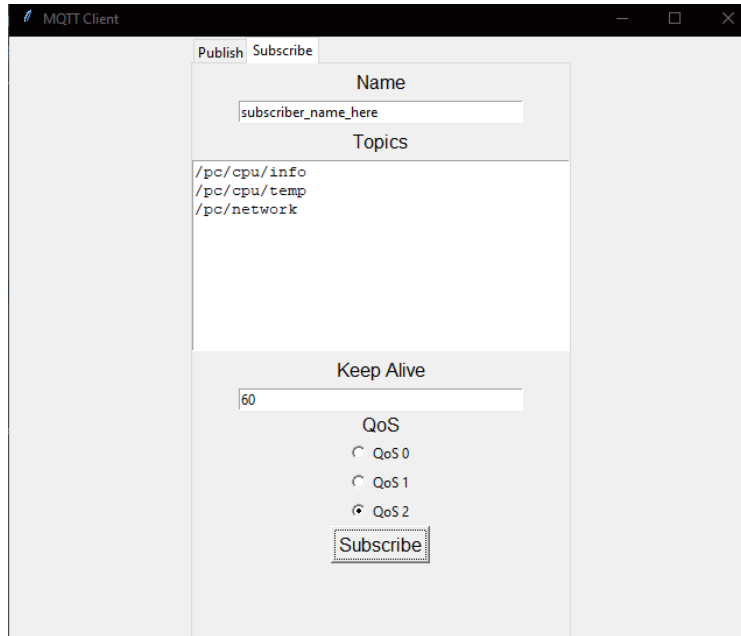 MQTT Client
Publish Subscribe
Name
subscriber_name_here
Topics
/pc/cpu/info
/pc/cpu/temp
/pc/network
Keep Alive
60
QoS
QoS 0
QoS 1
QoS 2
Subscribe